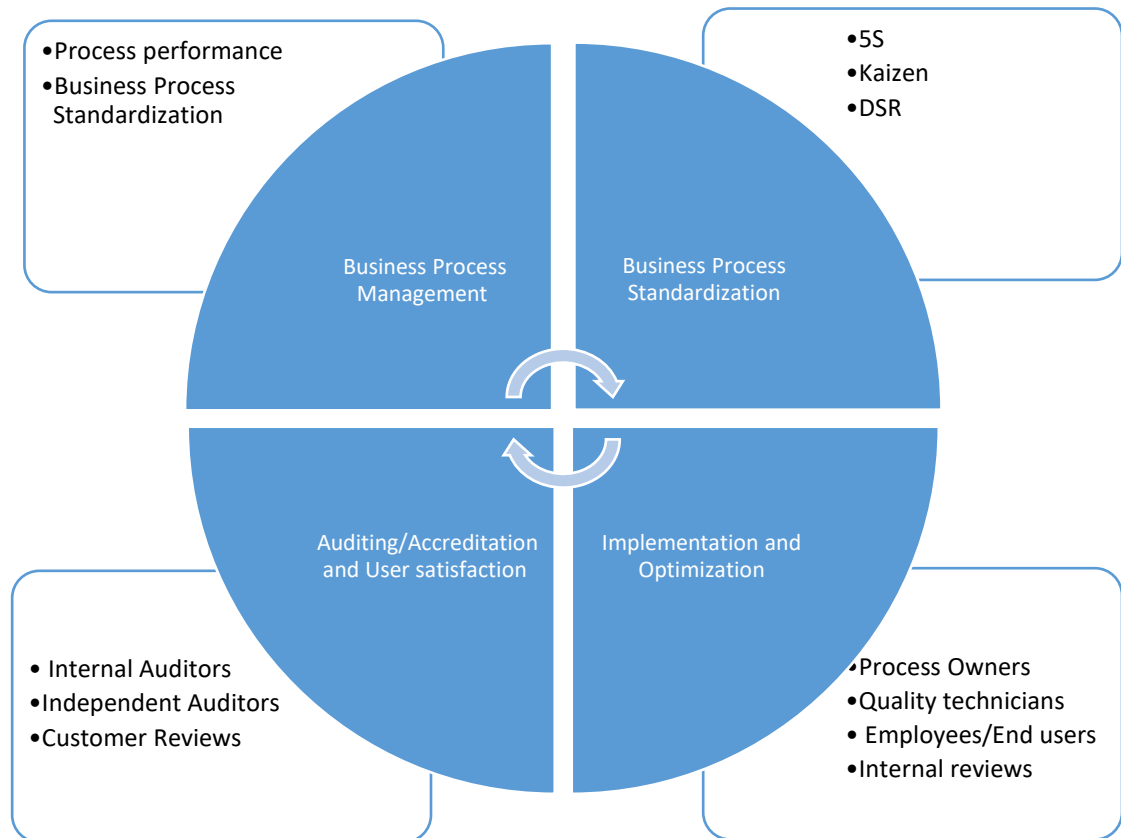 •Process performance
•Business Process
Standardization
•5S
•Kaizen
•DSR
Business Process
Management
Business Process
Standardization
Auditing/Accreditation
and User satisfaction
Implementation and
Optimization
• Internal Auditors
•Independent Auditors
•Customer Reviews
•Process Owners
•Quality technicians
• Employees/End users
•Internal reviews